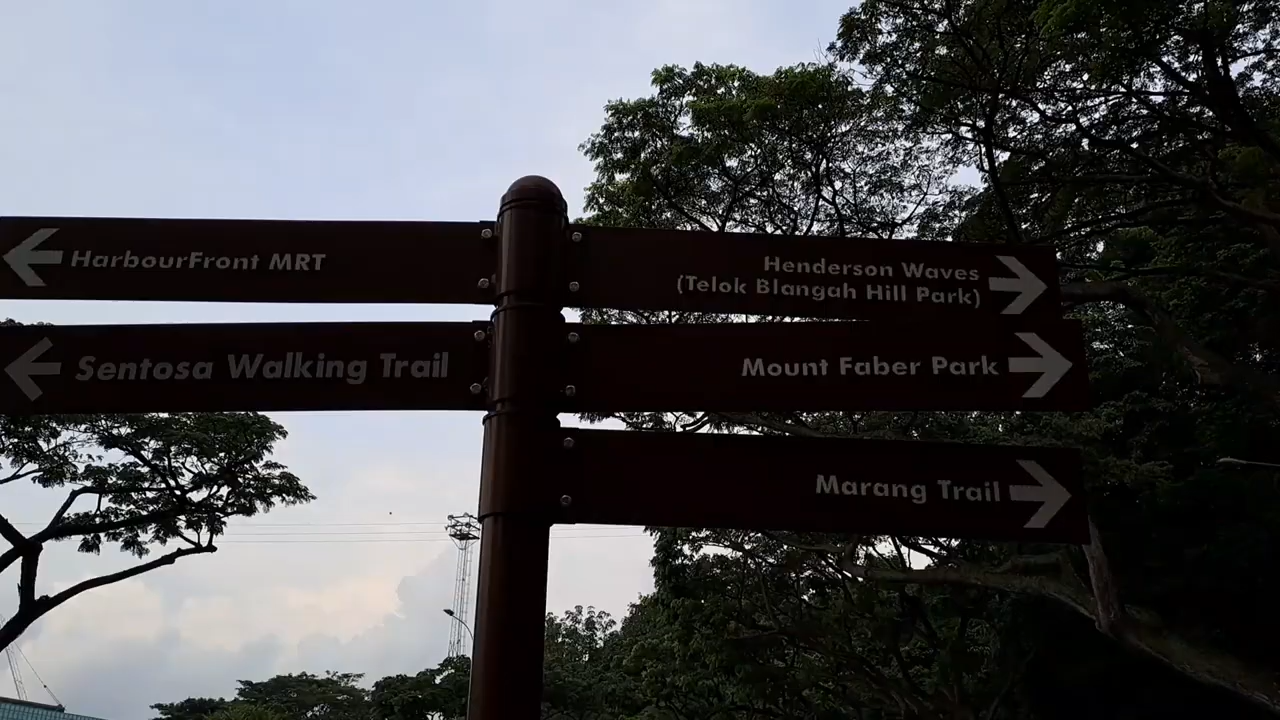 HarbourFront MRT
Sentosa Walking Trail
Henderson Waves
(Telok Blangah Hill Park)
Mount Faber Park
Marang Trail